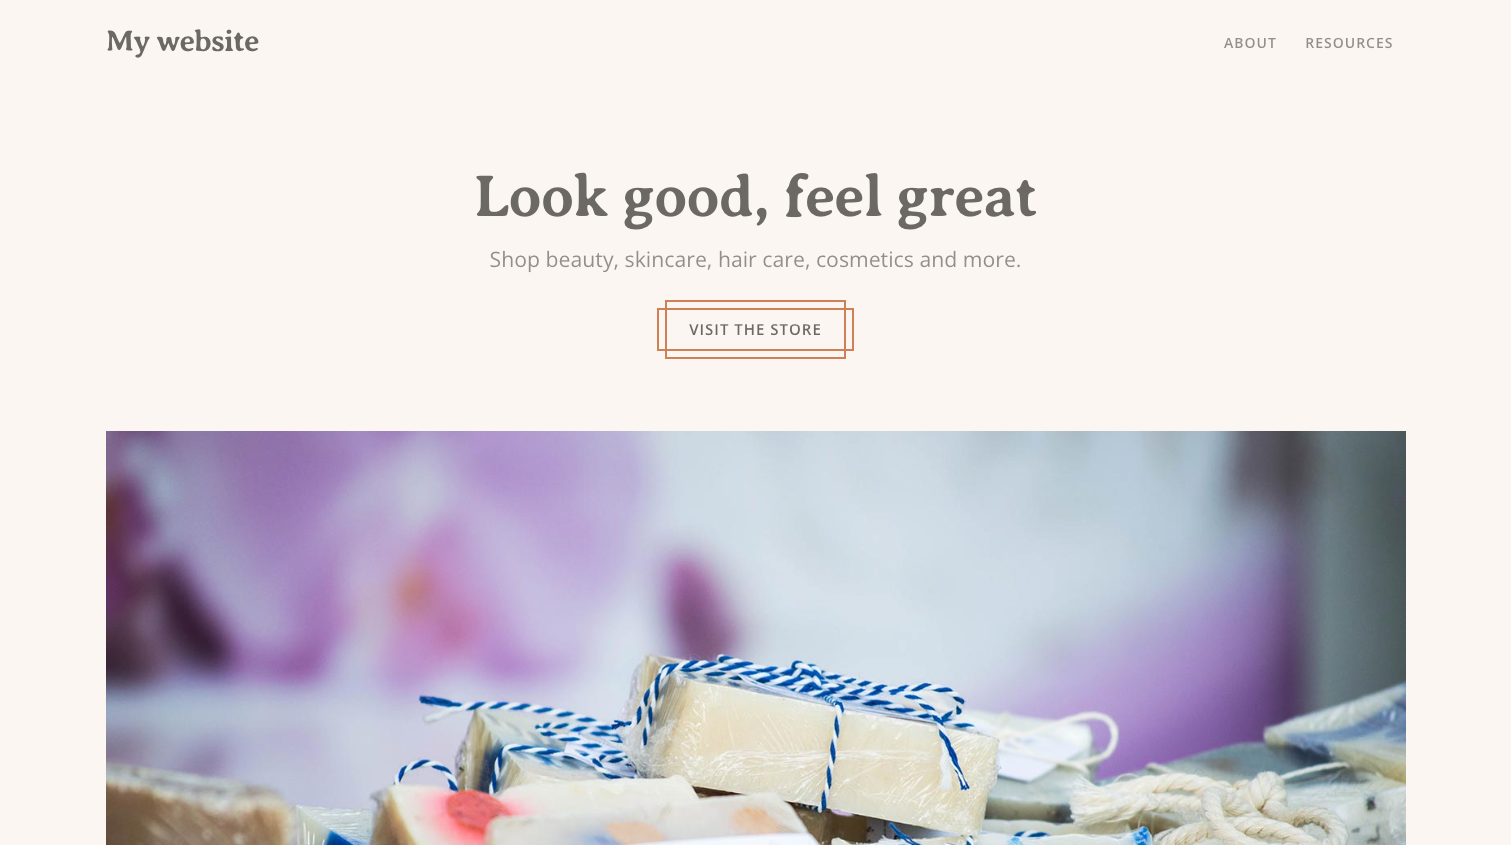 My website
ABOUT RESOURCES
Look good, feel great
Shop beauty, skincare, hair care, cosmetics and more.
VISIT THE STORE